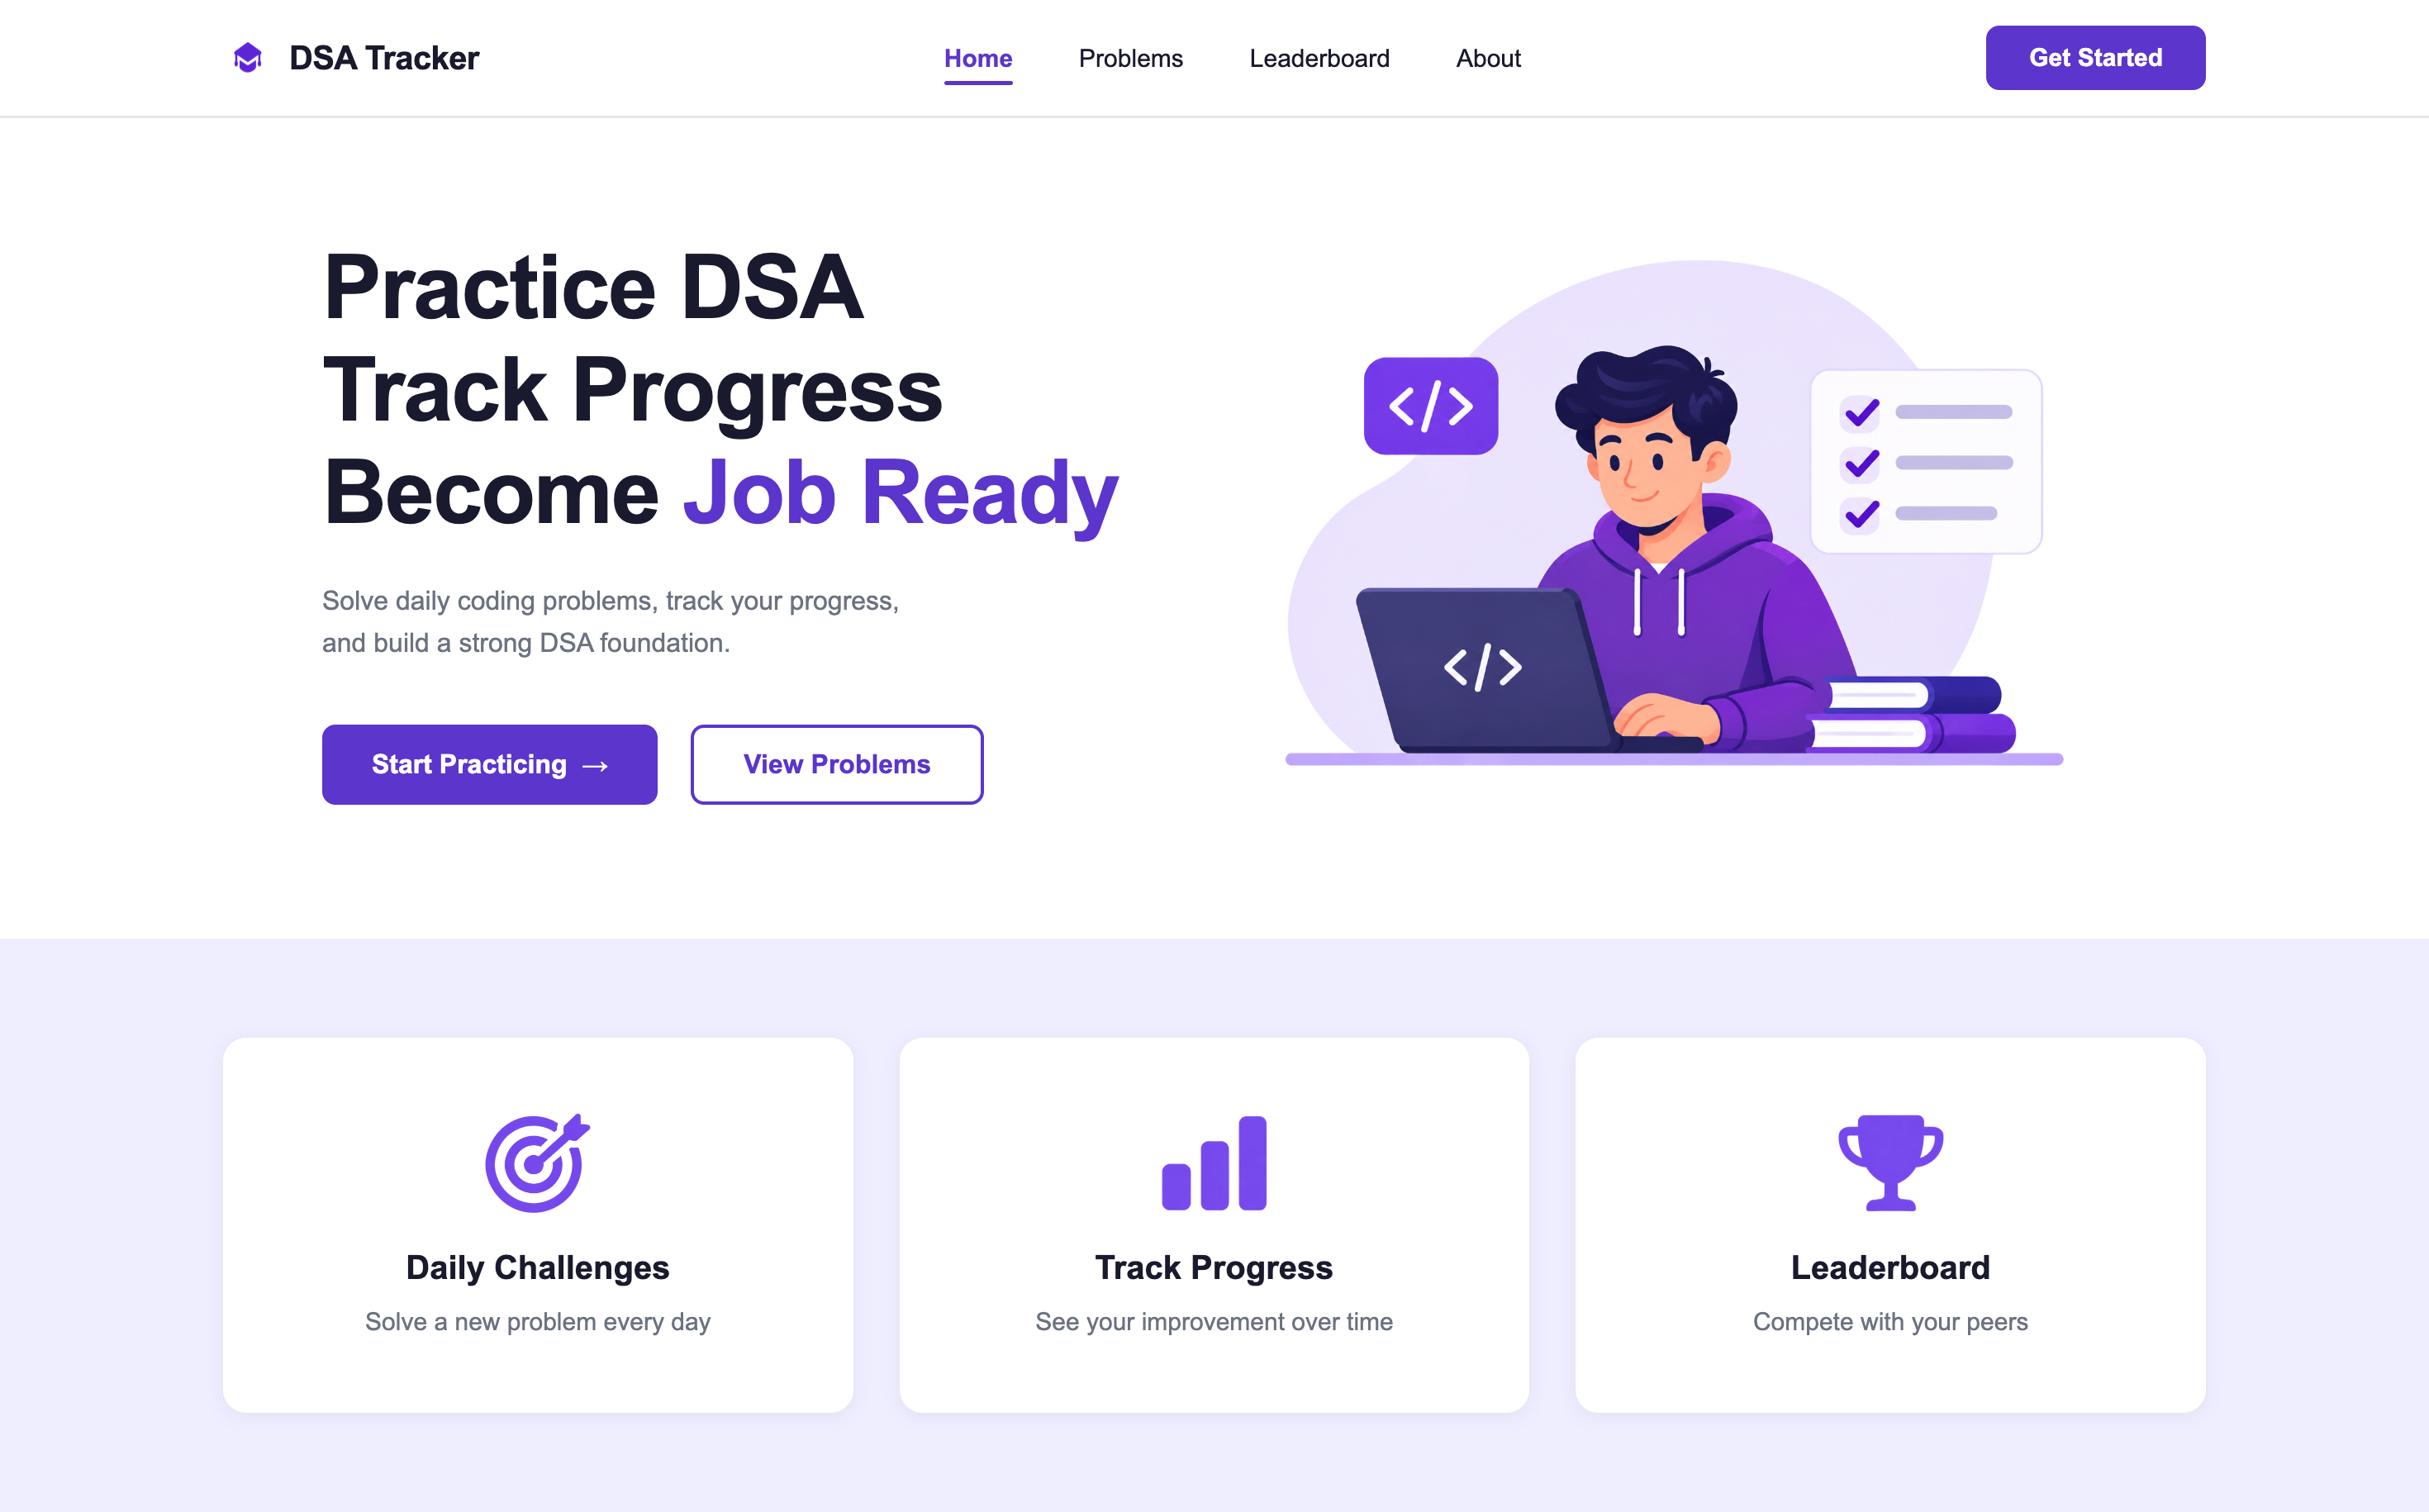 DSA Tracker
Home
Problems
Leaderboard
About
Get Started
Practice DSA
Track Progress
Become Job Ready
Solve daily coding problems, track your progress,
and build a strong DSA foundation.
Start Practicing →
View Problems
</>
</>
Daily Challenges
Solve a new problem every day
Track Progress
See your improvement over time
Leaderboard
Compete with your peers